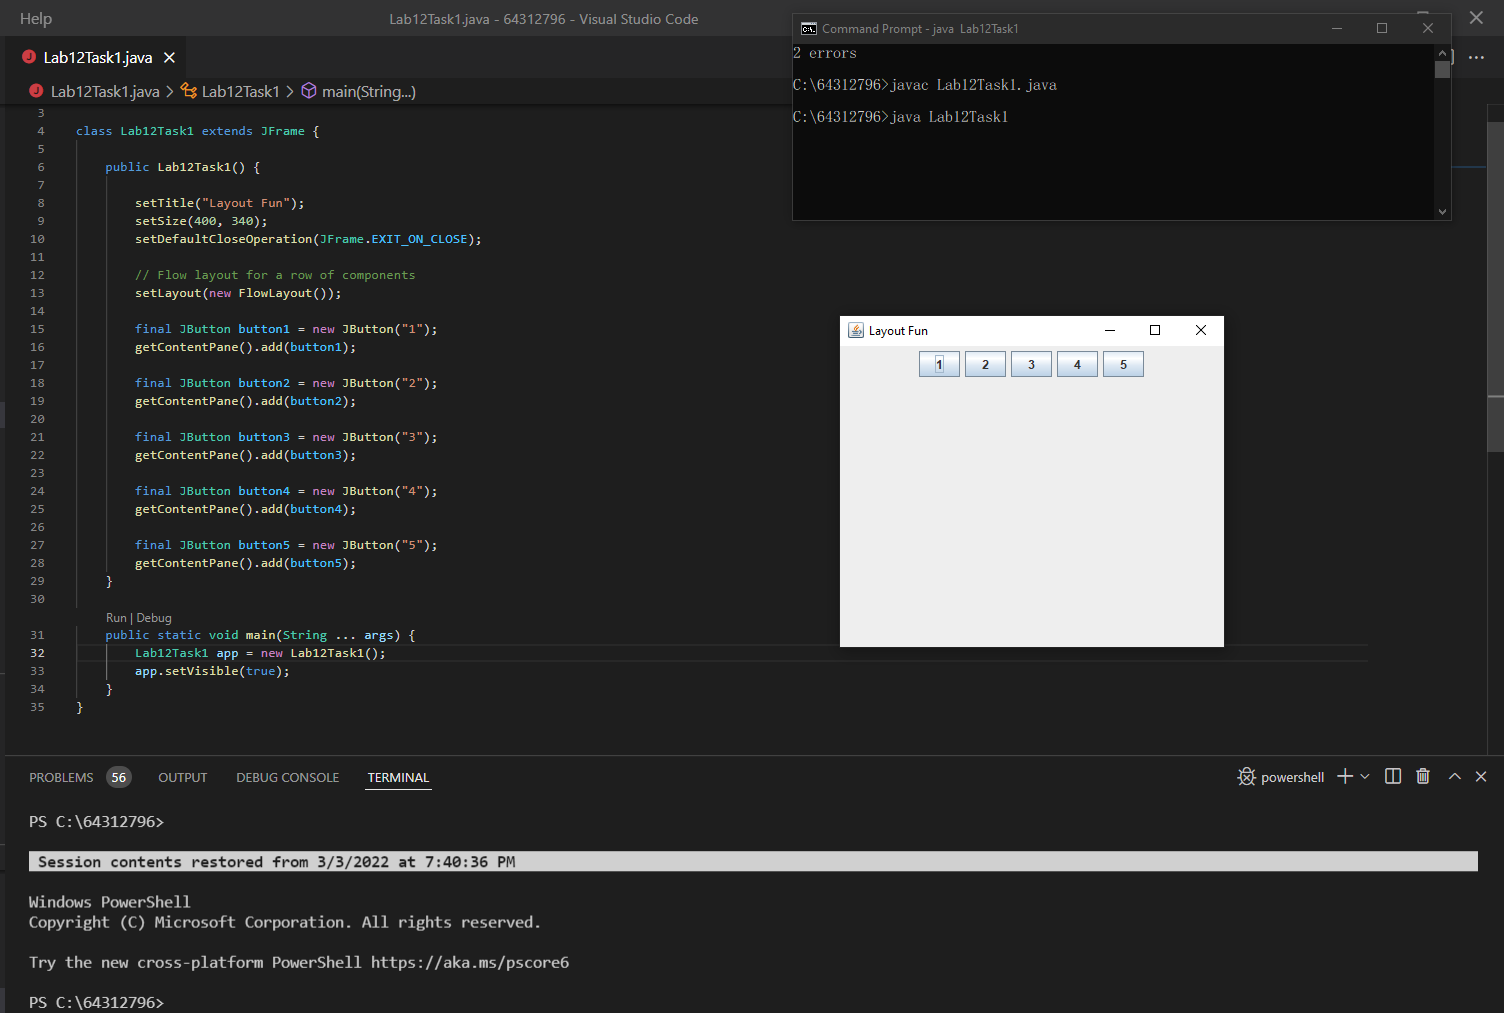 Help
Lab12Task1.java - 64312796 - Visual Studio Code
Lab12Task1.java
Lab12Task1.java > Lab12Task1 > main(String...)
3
4 class Lab12Task1 extends JFrame {
5
6 public Lab12Task1() {
7
8 setTitle("Layout Fun");
9 setSize(400, 340);
10 setDefaultCloseOperation(JFrame.EXIT_ON_CLOSE);
11
12 // Flow layout for a row of components
13 setLayout(new FlowLayout());
14
15 final JButton button1 = new JButton("1");
16 getContentPane().add(button1);
17
18 final JButton button2 = new JButton("2");
19 getContentPane().add(button2);
20
21 final JButton button3 = new JButton("3");
22 getContentPane().add(button3);
23
24 final JButton button4 = new JButton("4");
25 getContentPane().add(button4);
26
27 final JButton button5 = new JButton("5");
28 getContentPane().add(button5);
29 }
30
Run | Debug
31 public static void main(String ... args) {
32 Lab12Task1 app = new Lab12Task1();
33 app.setVisible(true);
34 }
35 }
Command Prompt - java Lab12Task1
2 errors
C:\64312796>javac Lab12Task1.java
C:\64312796>java Lab12Task1
Layout Fun
1 2 3 4 5
PROBLEMS 56 OUTPUT DEBUG CONSOLE TERMINAL
powershell
PS C:\64312796>
Session contents restored from 3/3/2022 at 7:40:36 PM
Windows PowerShell
Copyright (C) Microsoft Corporation. All rights reserved.
Try the new cross-platform PowerShell https://aka.ms/pscore6
PS C:\64312796>